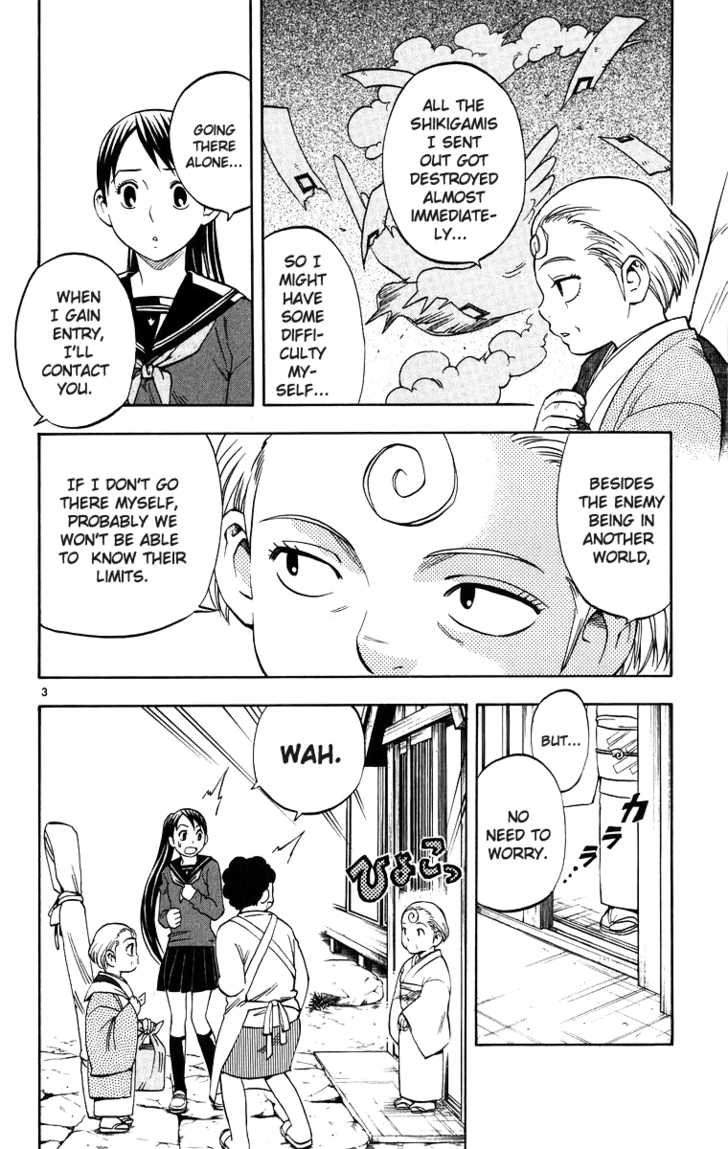 ALL THE
SHIKIGAMIS
I SENT
OUT GOT
DESTROYED
ALMOST
IMMEDIATE-
LY...
SO I
MIGHT
HAVE
SOME
DIFFI-
CULTY
MY-
SELF...
GOING
THERE
ALONE...
WHEN
I GAIN
ENTRY,
I'LL
CONTACT
YOU.
BESIDES
THE ENEMY
BEING IN
ANOTHER
WORLD,
IF I DON'T GO
THERE MYSELF,
PROBABLY WE
WON'T BE ABLE
TO KNOW THEIR
LIMITS.
3
BUT...
NO
NEED TO
WORRY.
カララ...
WAH.
ひょこっ